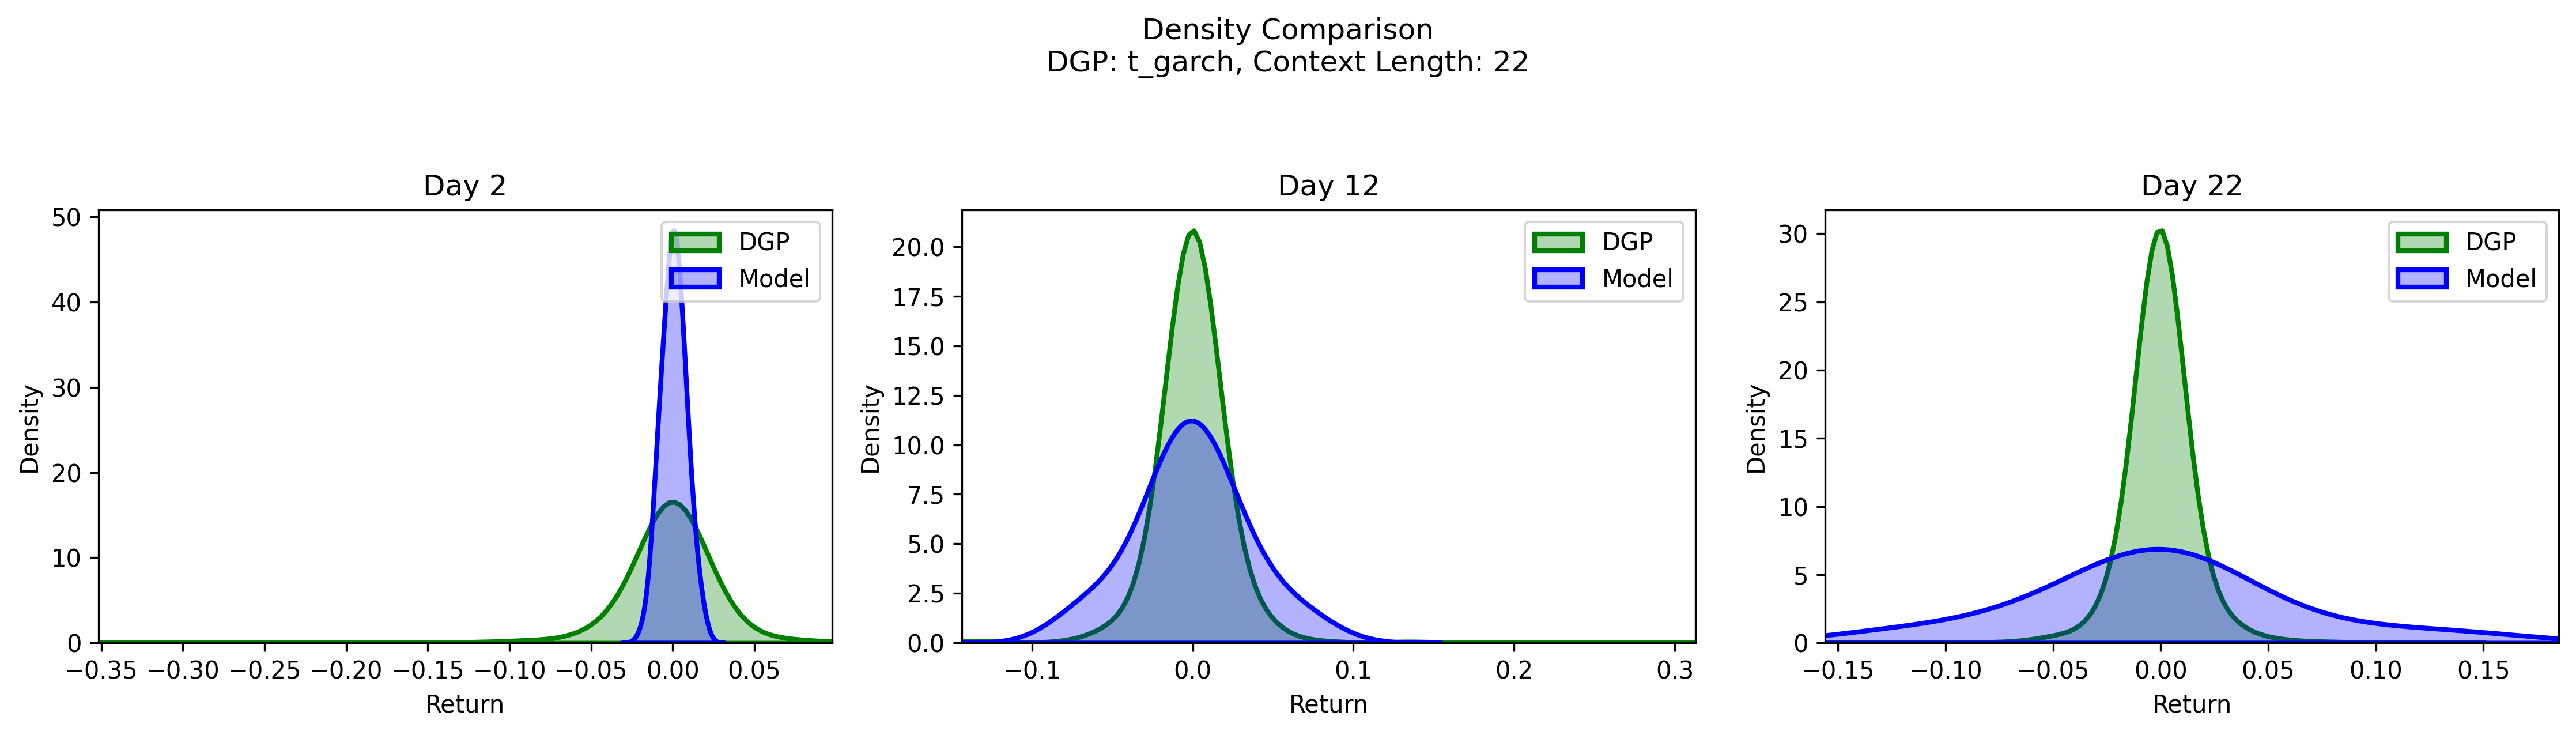 Density Comparison
DGP: t_garch, Context Length: 22
Day 2
50
40
30
20
10
0
Density
−0.35 −0.30 −0.25 −0.20 −0.15 −0.10 −0.05 0.00 0.05
Return
DGP
Model
Day 12
20.0
17.5
15.0
12.5
10.0
7.5
5.0
2.5
0.0
Density
−0.1 0.0 0.1 0.2 0.3
Return
DGP
Model
Day 22
30
25
20
15
10
5
0
Density
−0.15 −0.10 −0.05 0.00 0.05 0.10 0.15
Return
DGP
Model